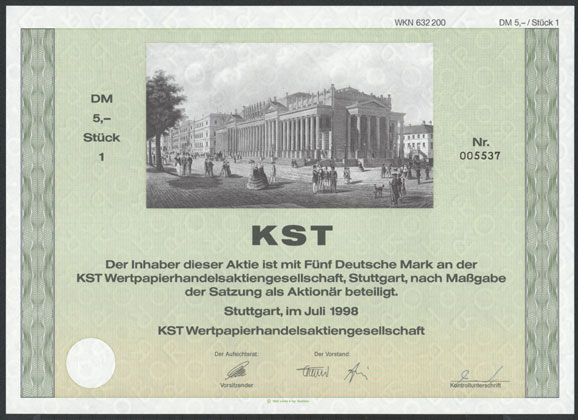 WKN 632 200 DM 5,– / Stück 1
DM
5,–
Stück
1
Nr.
005537
KST
Der Inhaber dieser Aktie ist mit Fünf Deutsche Mark an der
KST Wertpapierhandelsaktiengesellschaft, Stuttgart, nach Maßgabe
der Satzung als Aktionär beteiligt.
Stuttgart, im Juli 1998
KST Wertpapierhandelsaktiengesellschaft
Der Aufsichtsrat: Der Vorstand:
Vorsitzender
Kontrollunterschrift